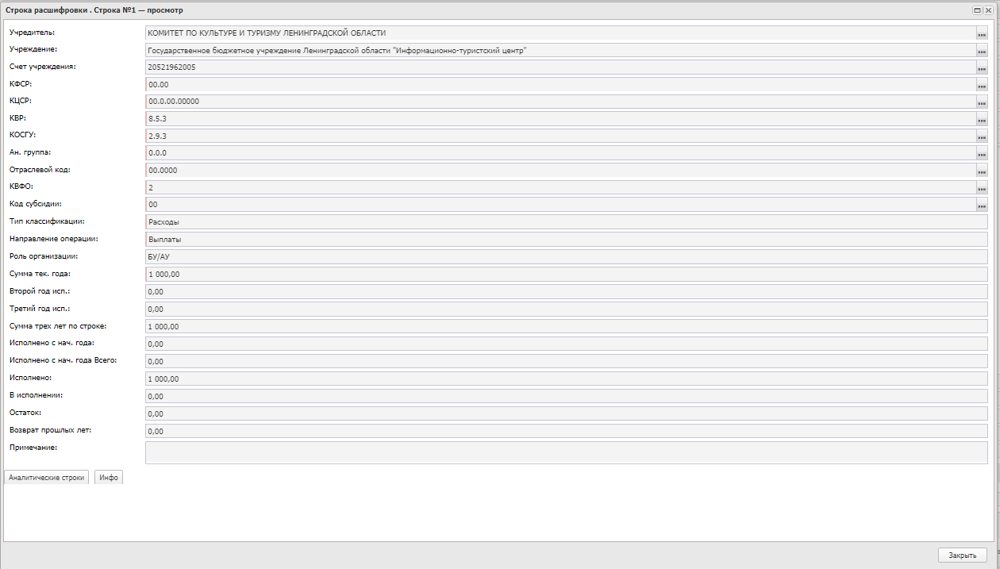 Строка расшифровки . Строка №1 — просмотр
Учредитель: КОМИТЕТ ПО КУЛЬТУРЕ И ТУРИЗМУ ЛЕНИНГРАДСКОЙ ОБЛАСТИ
Учреждение: Государственное бюджетное учреждение Ленинградской области "Информационно-туристский центр"
Счет учреждения: 20521962005
КФСР: 00.00
КЦСР: 00.0.00.00000
КВР: 8.5.3
КОСГУ: 2.9.3
Ан. группа: 0.0.0
Отраслевой код: 00.0000
КВФО: 2
Код субсидии: 00
Тип классификации: Расходы
Направление операции: Выплаты
Роль организации: БУ/АУ
Сумма тек. года: 1 000,00
Второй год исп.: 0,00
Третий год исп.: 0,00
Сумма трех лет по строке: 1 000,00
Исполнено с нач. года: 0,00
Исполнено с нач. года Всего: 0,00
Исполнено: 1 000,00
В исполнении: 0,00
Остаток: 0,00
Возврат прошлых лет: 0,00
Примечание:
Аналитические строки Инфо
Закрыть